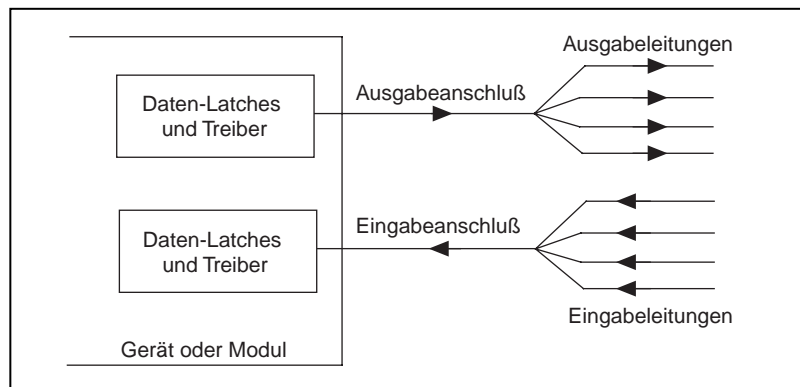 Ausgabeleitungen
Daten-Latches
und Treiber
Ausgabeanschluß
Daten-Latches
und Treiber
Eingabeanschluß
Eingabeleitungen
Gerät oder Modul